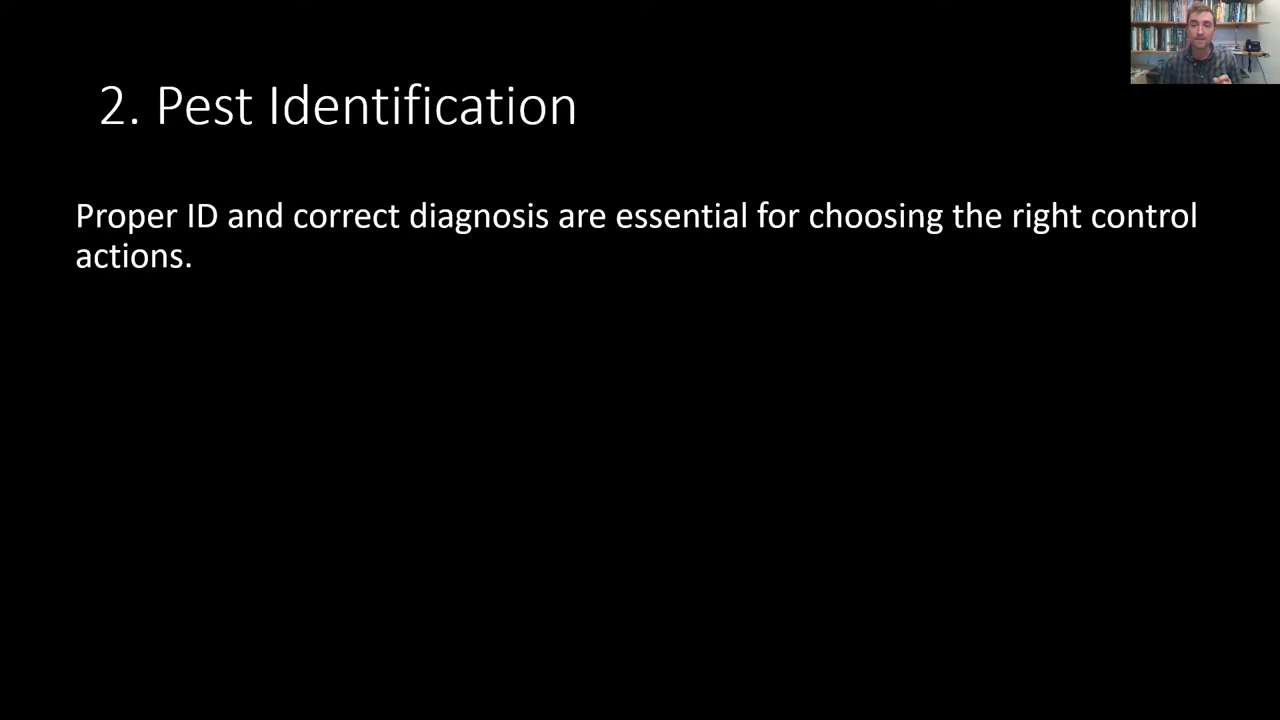 2. Pest Identification
Proper ID and correct diagnosis are essential for choosing the right control
actions.